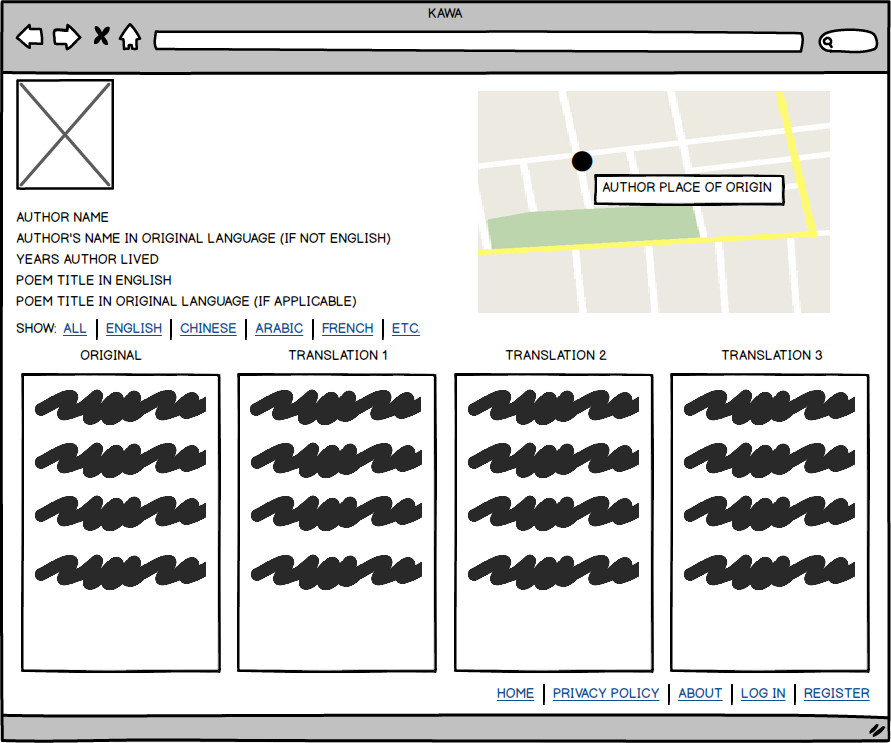 KAWA
AUTHOR PLACE OF ORIGIN
AUTHOR NAME
AUTHOR'S NAME IN ORIGINAL LANGUAGE (IF NOT ENGLISH)
YEARS AUTHOR LIVED
POEM TITLE IN ENGLISH
POEM TITLE IN ORIGINAL LANGUAGE (IF APPLICABLE)
SHOW: ALL | ENGLISH | CHINESE | ARABIC | FRENCH | ETC.
ORIGINAL TRANSLATION 1 TRANSLATION 2 TRANSLATION 3
HOME | PRIVACY POLICY | ABOUT | LOG IN | REGISTER